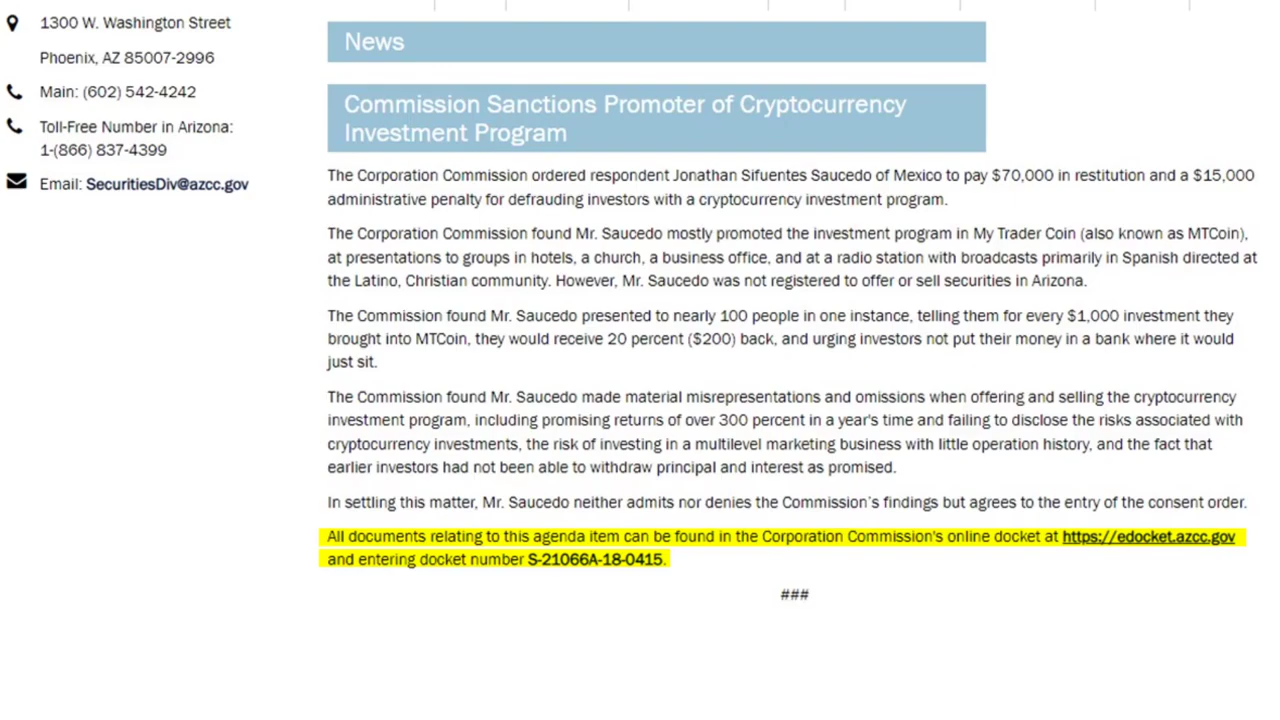 1300 W. Washington Street
Phoenix, AZ 85007-2996
Main: (602) 542-4242
Toll-Free Number in Arizona:
1-(866) 837-4399
Email: SecuritiesDiv@azcc.gov
News
Commission Sanctions Promoter of Cryptocurrency
Investment Program
The Corporation Commission ordered respondent Jonathan Sifuentes Saucedo of Mexico to pay $70,000 in restitution and a $15,000
administrative penalty for defrauding investors with a cryptocurrency investment program.
The Corporation Commission found Mr. Saucedo mostly promoted the investment program in My Trader Coin (also known as MTCoin),
at presentations to groups in hotels, a church, a business office, and at a radio station with broadcasts primarily in Spanish directed at
the Latino, Christian community. However, Mr. Saucedo was not registered to offer or sell securities in Arizona.
The Commission found Mr. Saucedo presented to nearly 100 people in one instance, telling them for every $1,000 investment they
brought into MTCoin, they would receive 20 percent ($200) back, and urging investors not put their money in a bank where it would
just sit.
The Commission found Mr. Saucedo made material misrepresentations and omissions when offering and selling the cryptocurrency
investment program, including promising returns of over 300 percent in a year's time and failing to disclose the risks associated with
cryptocurrency investments, the risk of investing in a multilevel marketing business with little operation history, and the fact that
earlier investors had not been able to withdraw principal and interest as promised.
In settling this matter, Mr. Saucedo neither admits nor denies the Commission's findings but agrees to the entry of the consent order.
All documents relating to this agenda item can be found in the Corporation Commission's online docket at https://edocket.azcc.gov
and entering docket number S-21066A-18-0415.
###